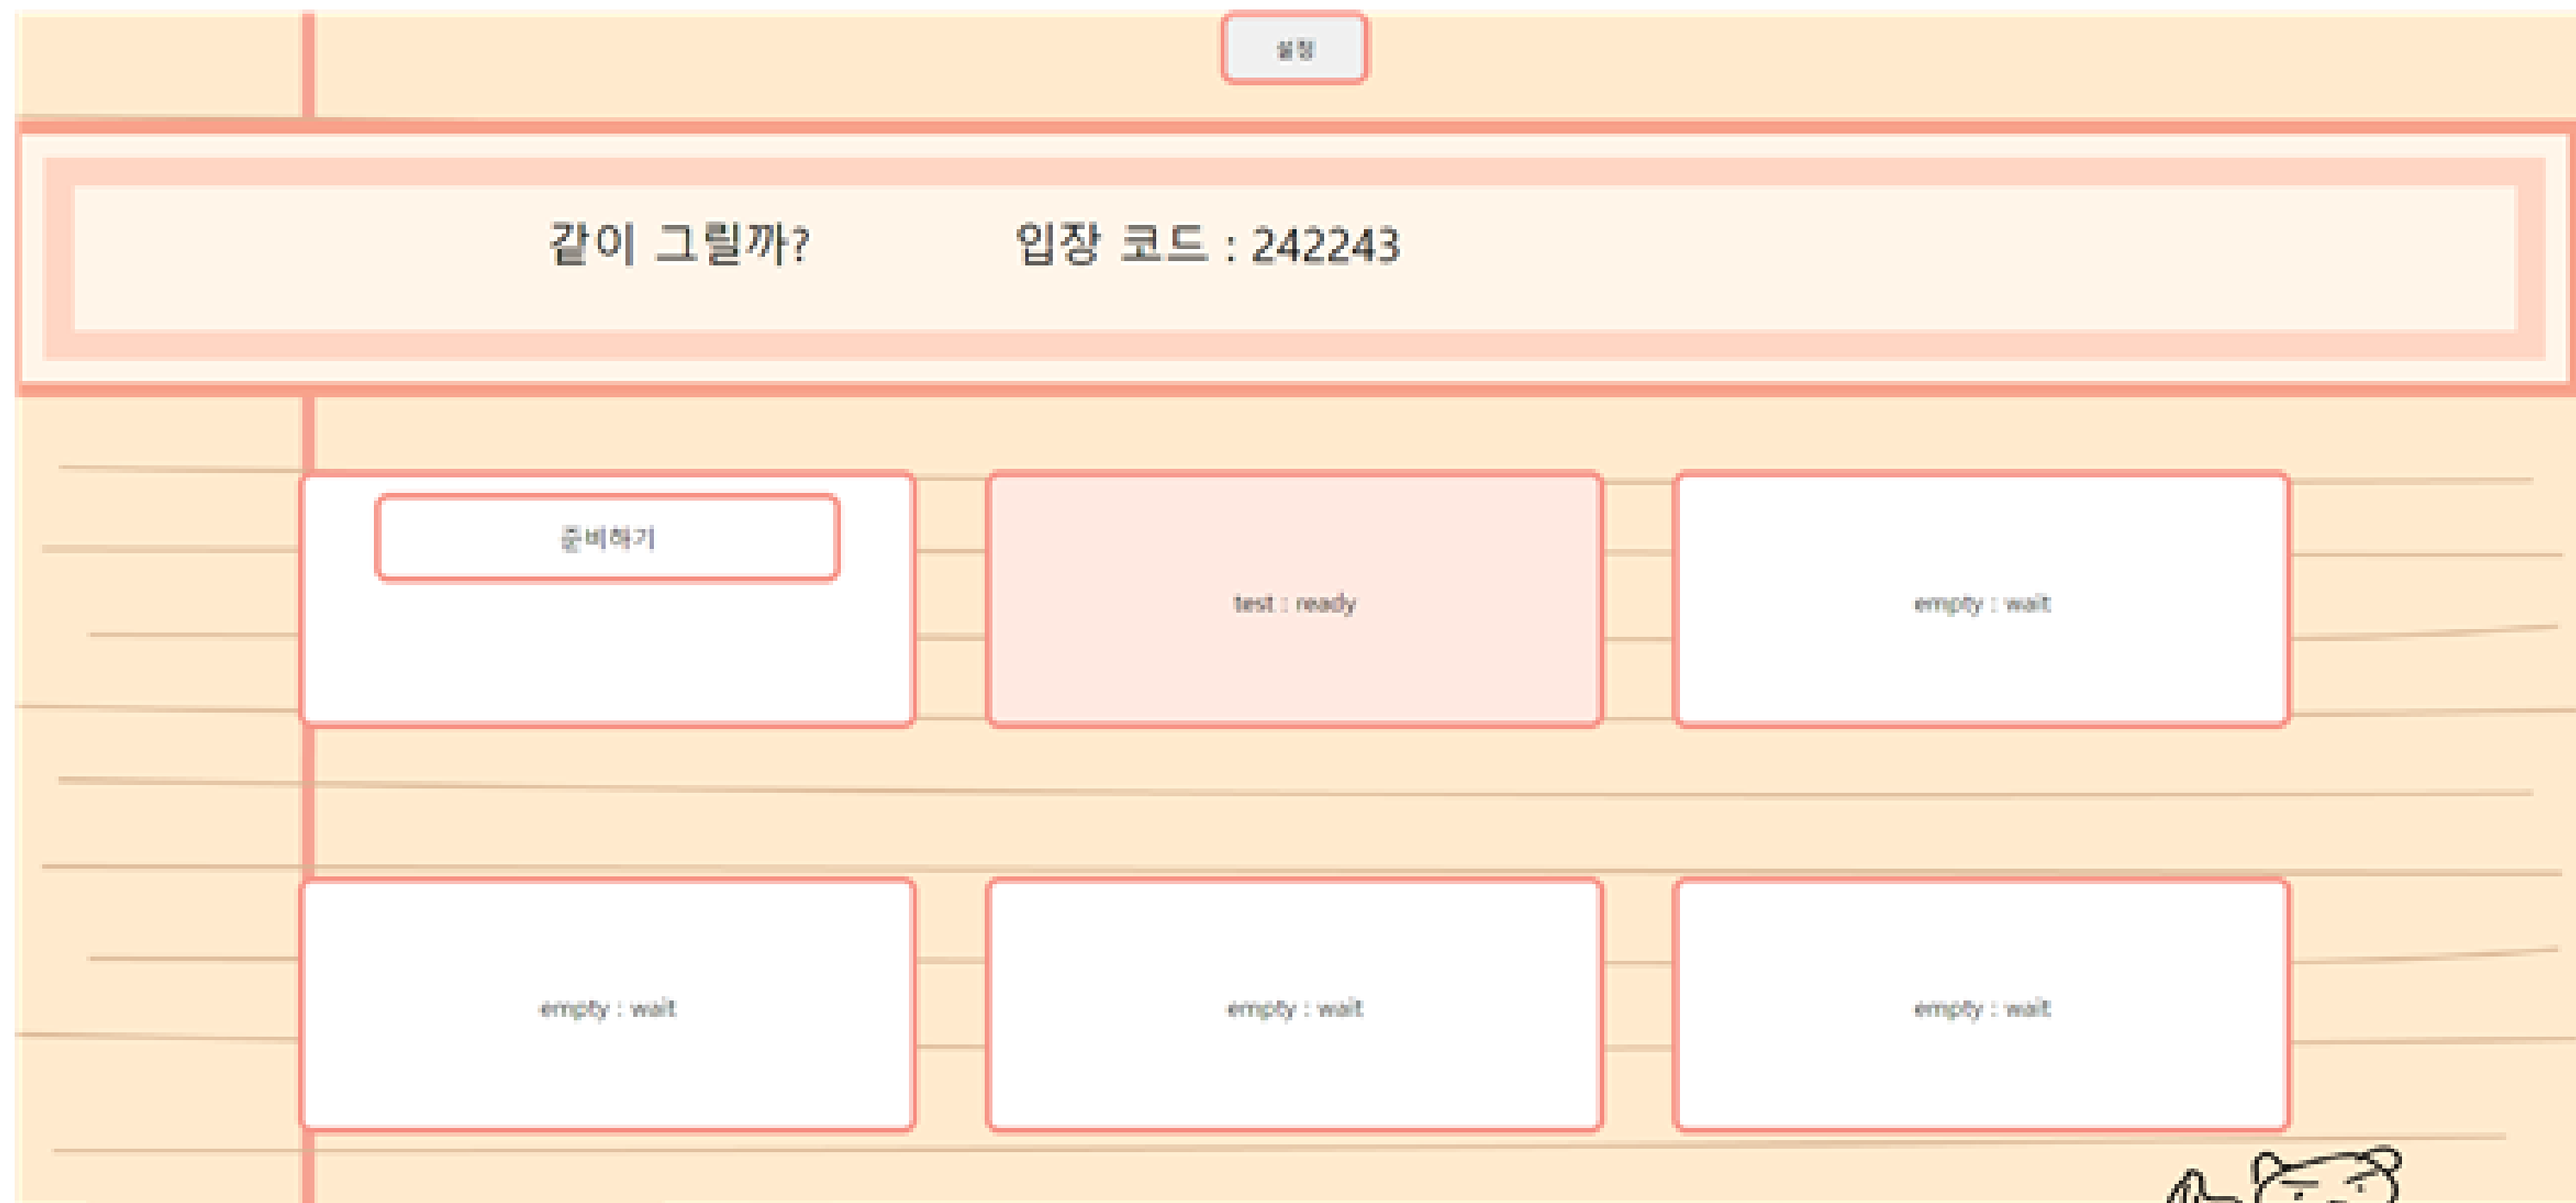 설정
같이 그릴까? 입장 코드 : 242243
준비하기
test : ready
empty : wait
empty : wait
empty : wait
empty : wait